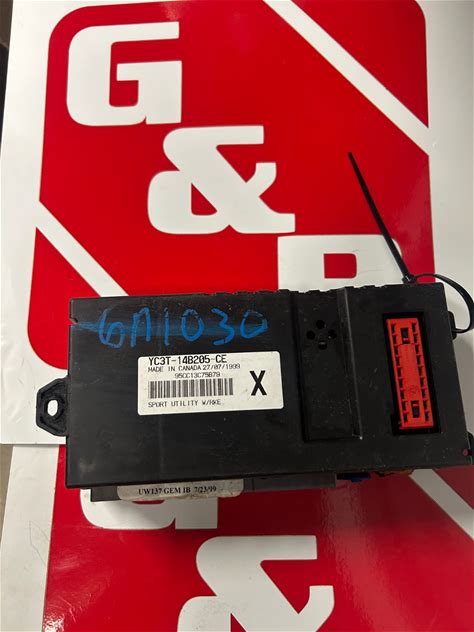 G
&
R
6A1030
YC3T-14B205-CE
MADE IN CANADA 27/07/1999
95CC13C75B79
X
SPORT UTILITY W/RKE.
UW137 GEM IB 7/23/99